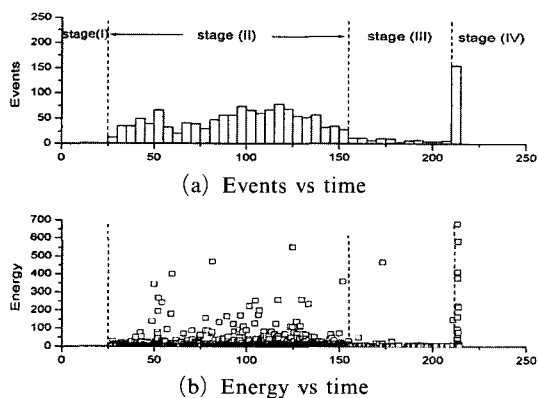 250
200
150
100
50
0
Events
stage(I)
stage (II)
stage (III)
stage (IV)
0 50 100 150 200 250
(a) Events vs time
700
600
500
400
300
200
100
0
Energy
0 50 100 150 200 250
(b) Energy vs time